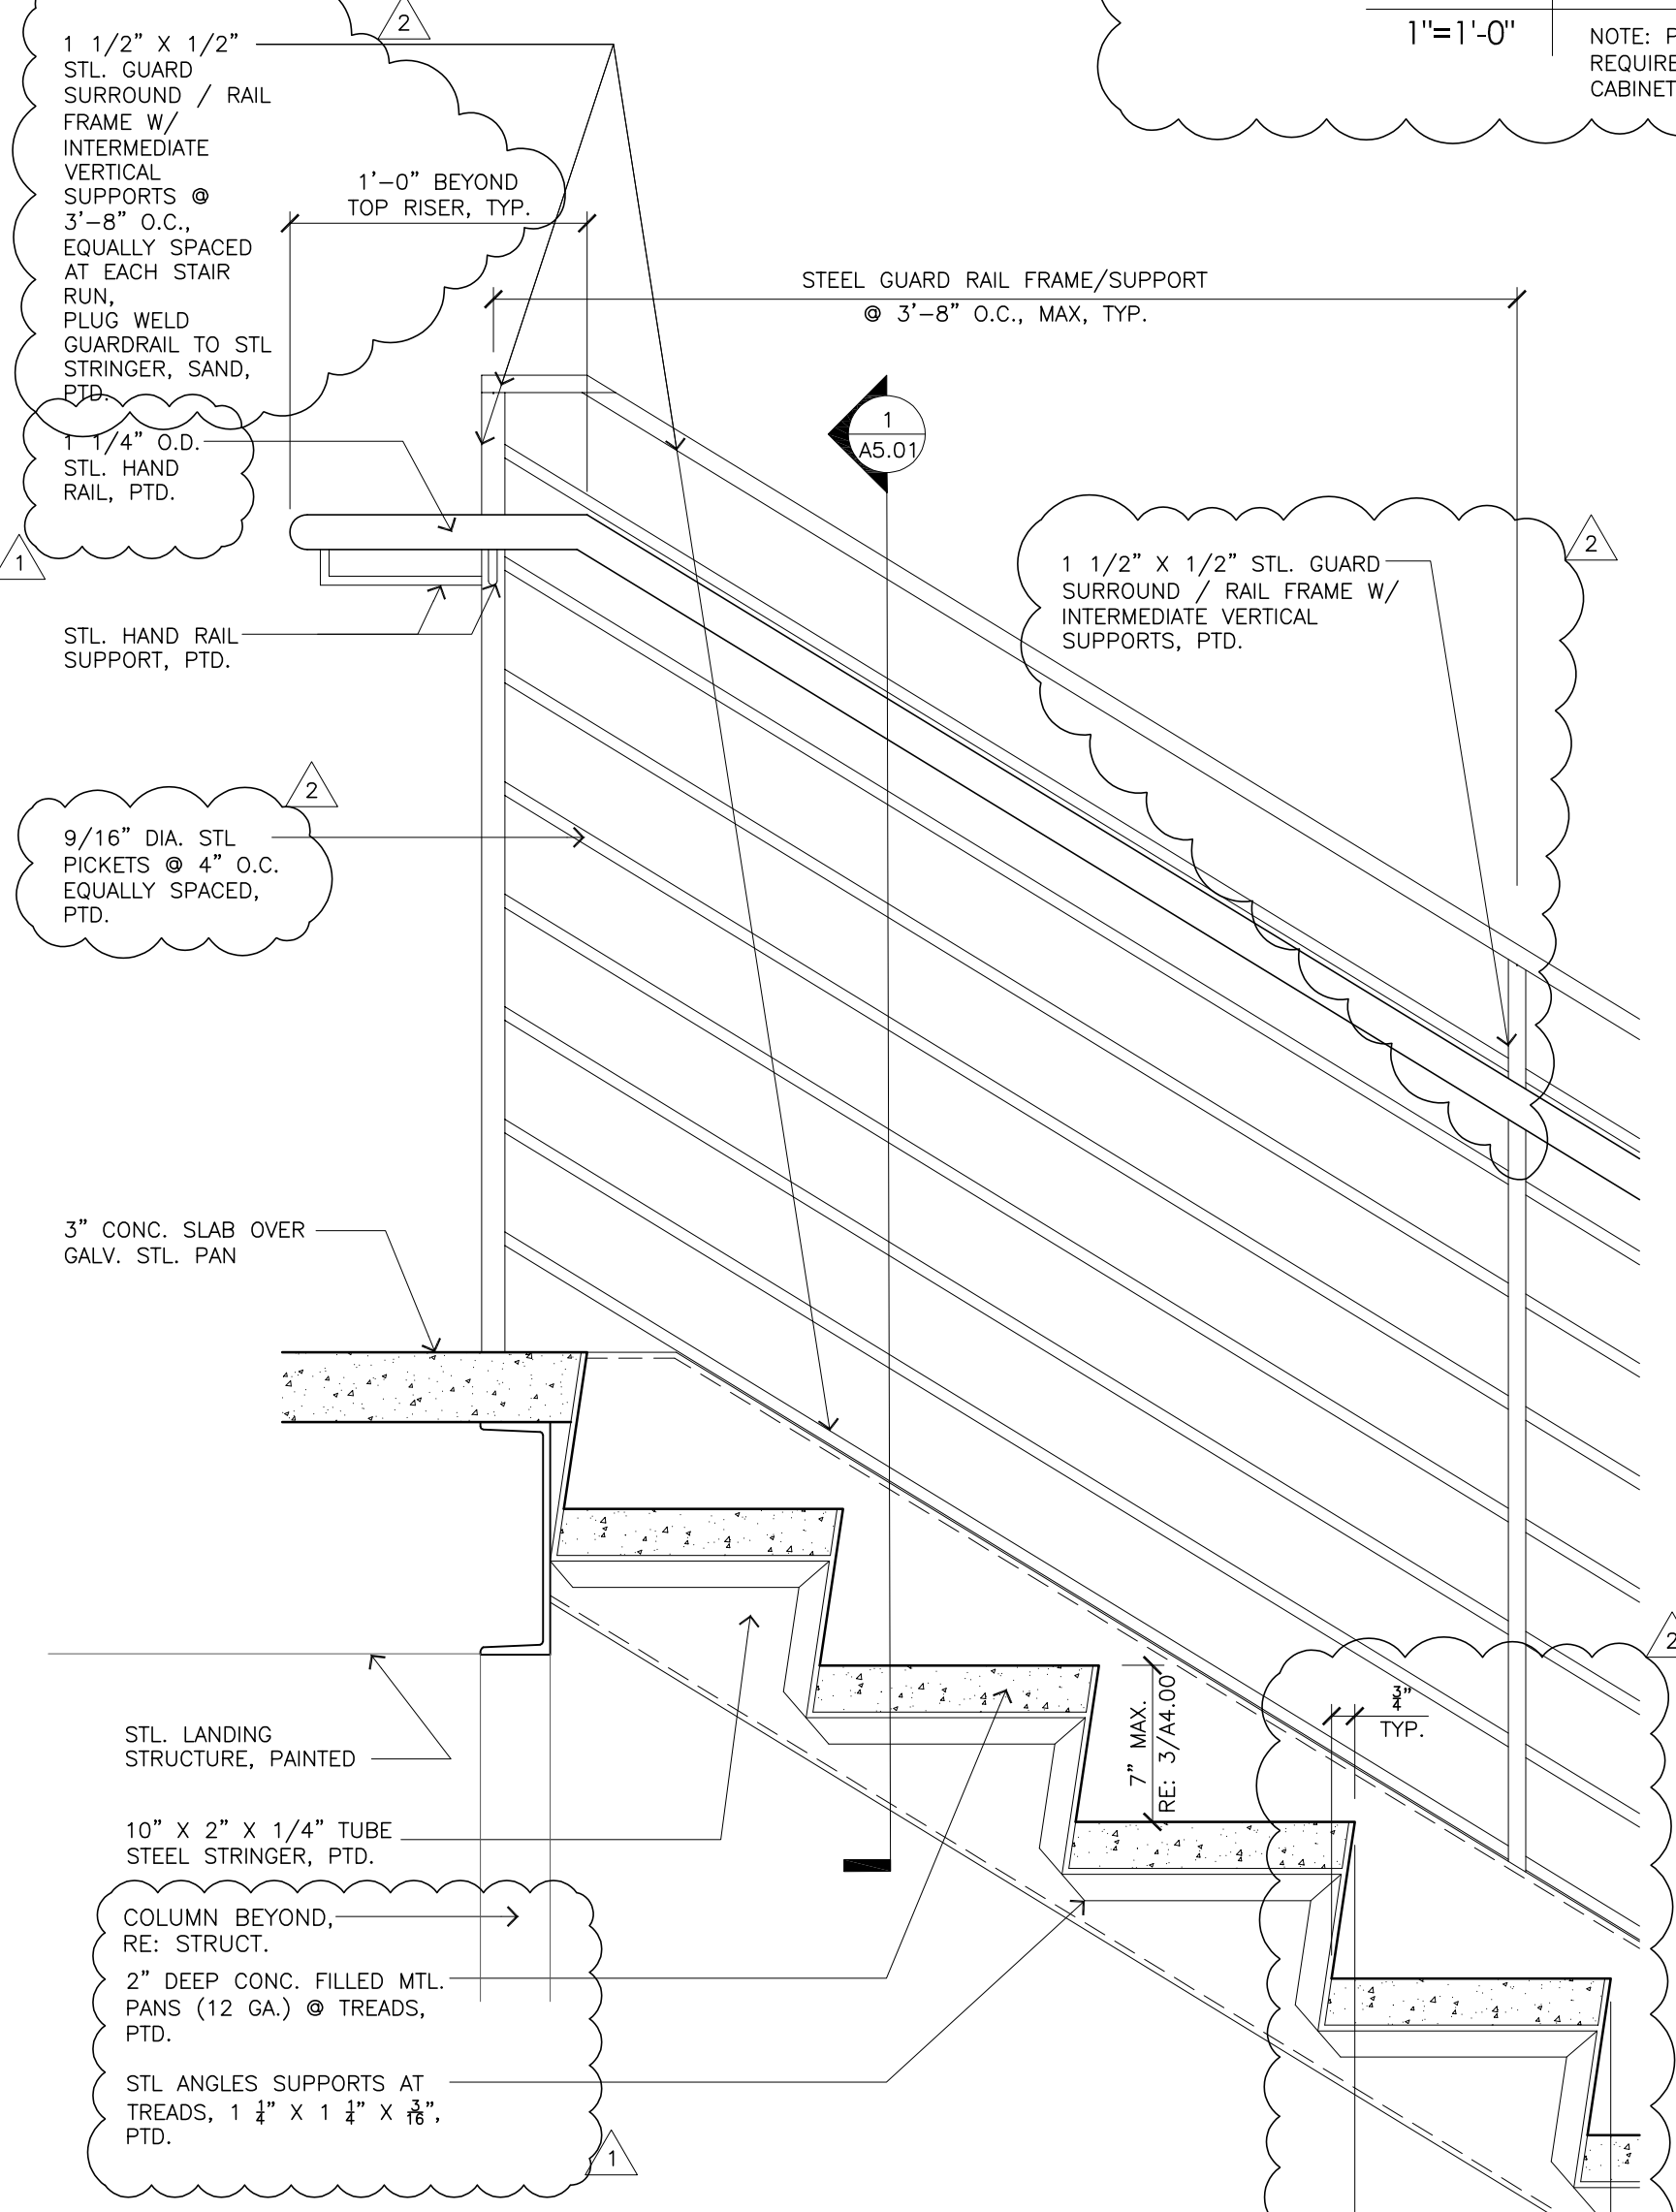 2
1 1/2” X 1/2”
STL. GUARD
SURROUND / RAIL
FRAME W/
INTERMEDIATE
VERTICAL
SUPPORTS @
3’–8” O.C.,
EQUALLY SPACED
AT EACH STAIR
RUN,
PLUG WELD
GUARDRAIL TO STL
STRINGER, SAND,
PTD.
1"=1'-0"
NOTE: P
REQUIRE
CABINET
1’–0” BEYOND
TOP RISER, TYP.
STEEL GUARD RAIL FRAME/SUPPORT
@ 3’–8” O.C., MAX, TYP.
1
A5.01
1 1/4” O.D.
STL. HAND
RAIL, PTD.
1
2
1 1/2” X 1/2” STL. GUARD
SURROUND / RAIL FRAME W/
INTERMEDIATE VERTICAL
SUPPORTS, PTD.
STL. HAND RAIL
SUPPORT, PTD.
2
9/16” DIA. STL
PICKETS @ 4” O.C.
EQUALLY SPACED,
PTD.
3” CONC. SLAB OVER
GALV. STL. PAN
2
3/4”
TYP.
7” MAX.
RE: 3/A4.00
STL. LANDING
STRUCTURE, PAINTED
10” X 2” X 1/4” TUBE
STEEL STRINGER, PTD.
COLUMN BEYOND,
RE: STRUCT.
2” DEEP CONC. FILLED MTL.
PANS (12 GA.) @ TREADS,
PTD.
STL ANGLES SUPPORTS AT
TREADS, 1 1/4” X 1 1/4” X 3/16”,
PTD.
1